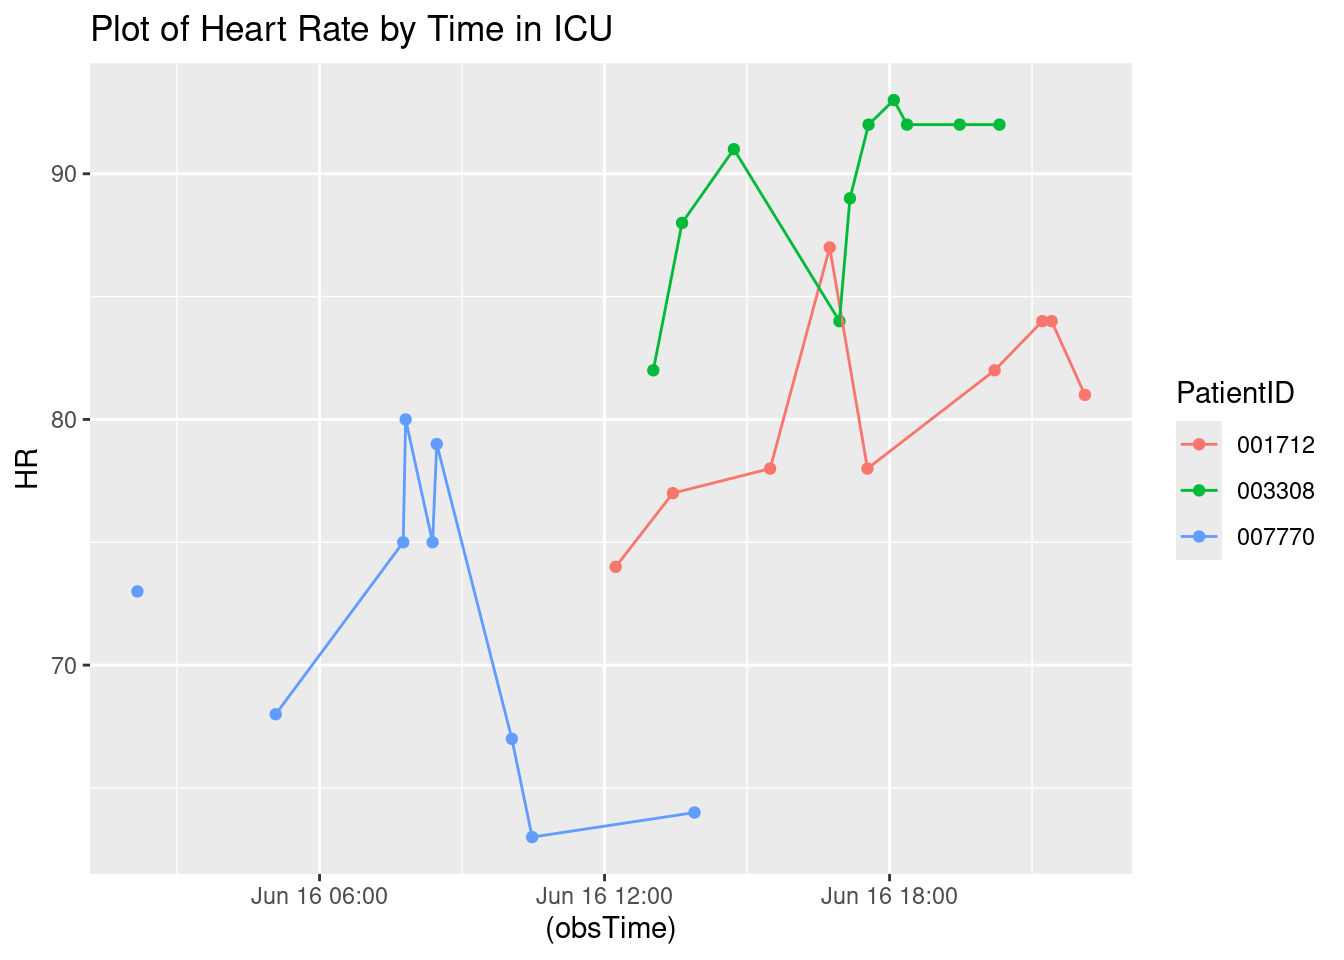 Plot of Heart Rate by Time in ICU
90
80
70
HR
Jun 16 06:00
Jun 16 12:00
Jun 16 18:00
(obsTime)
PatientID
001712
003308
007770